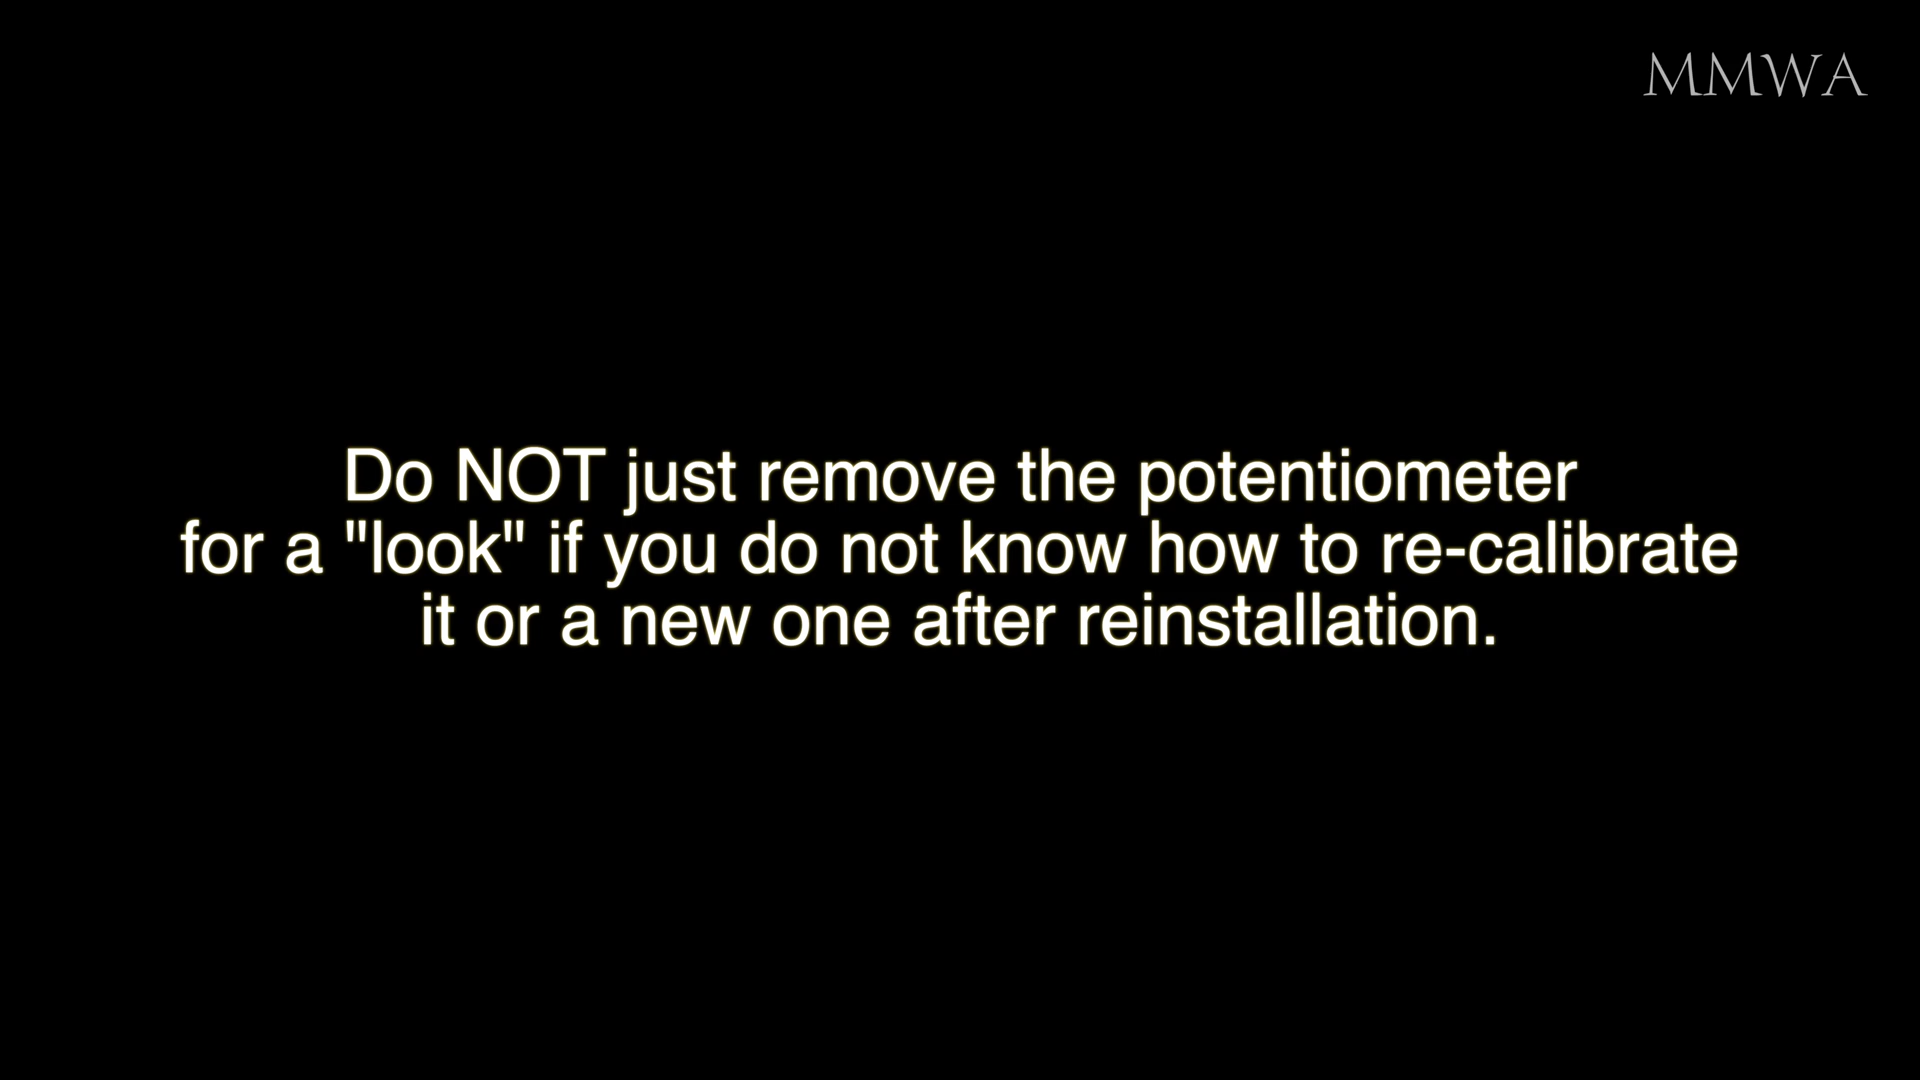 MMWA
Do NOT just remove the potentiometer
for a "look" if you do not know how to re-calibrate
it or a new one after reinstallation.